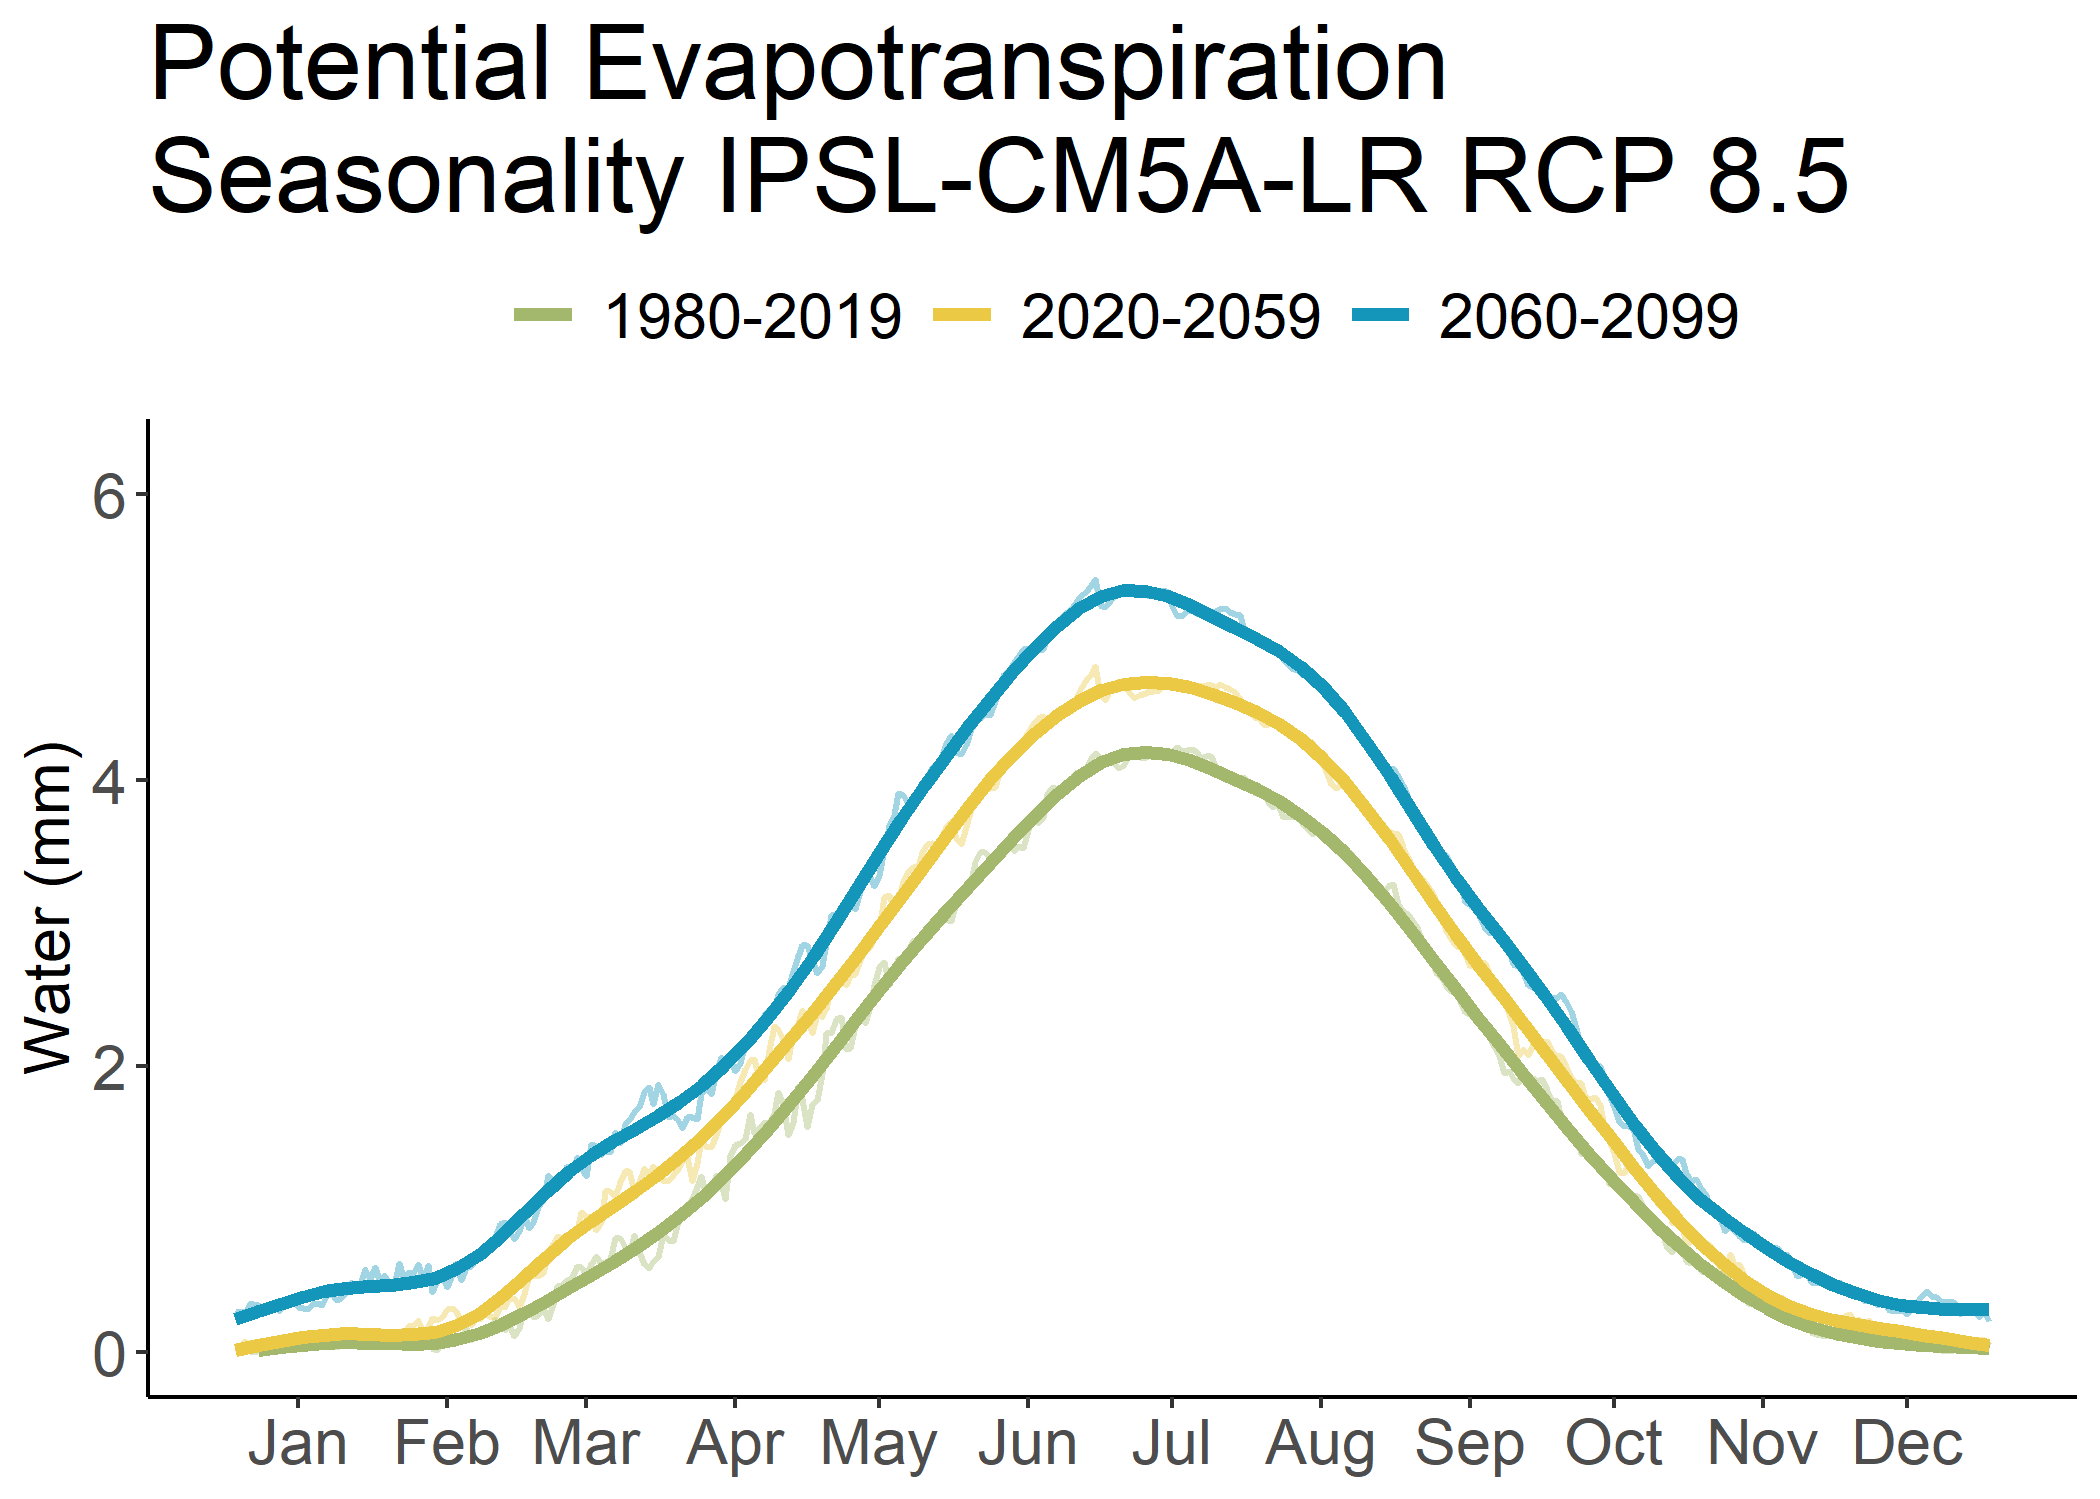 Potential Evapotranspiration
Seasonality IPSL-CM5A-LR RCP 8.5
1980-2019 2020-2059 2060-2099
Water (mm)
6
4
2
0
Jan Feb Mar Apr May Jun Jul Aug Sep Oct Nov Dec